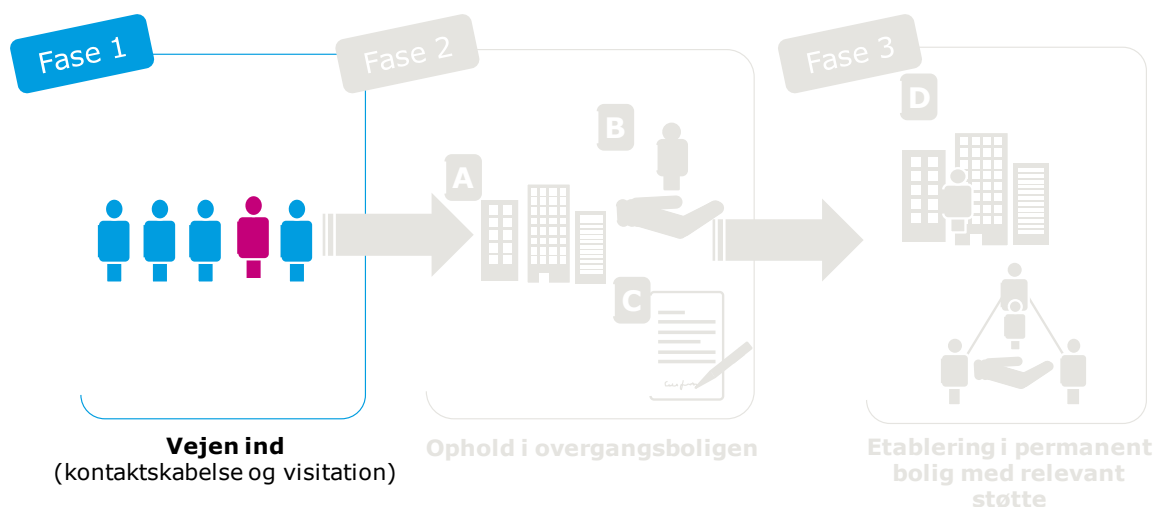 Fase 1
Vejen ind
(kontaktskabelse og visitation)
Fase 2
A
B
C
Ophold i overgangsboligen
Fase 3
D
Etablering i permanent
bolig med relevant
støtte